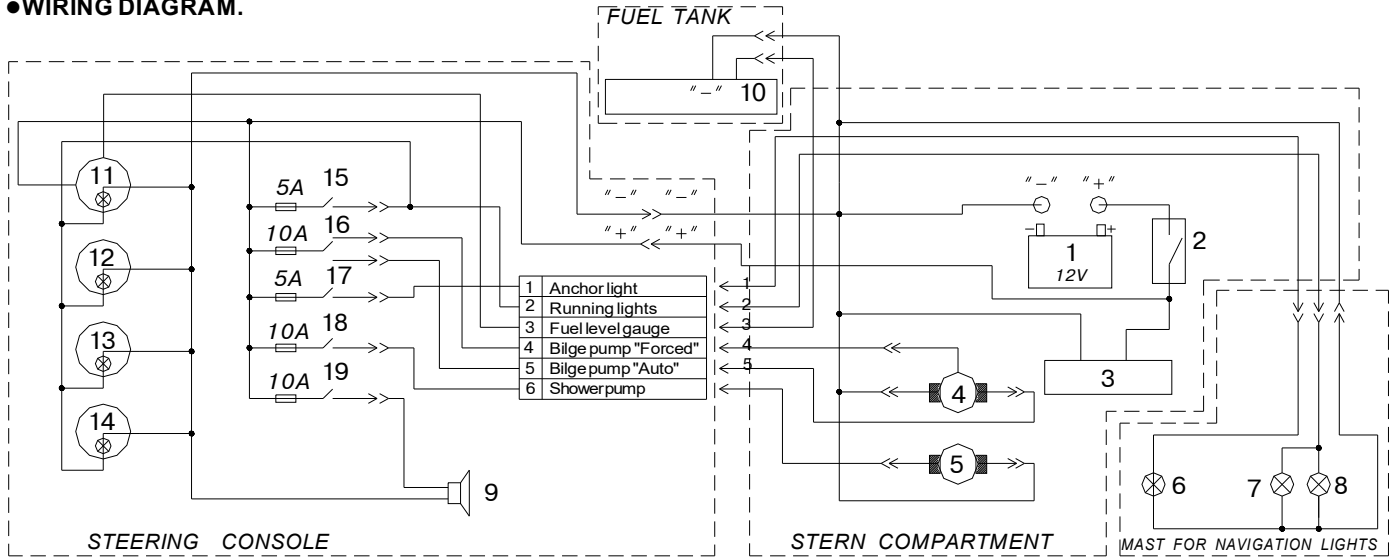 ●WIRING DIAGRAM.
FUEL TANK
"–" 10
11
12
13
14
5A 15
10A 16
5A 17
10A 18
10A 19
"–" "–"
"+" "+"
1 Anchor light
2 Running lights
3 Fuel level gauge
4 Bilge pump "Forced"
5 Bilge pump "Auto"
6 Shower pump
1
2
3
4
5
"–" "+"
– +
1
12V
2
3
4
5
6
7
8
9
STEERING CONSOLE
STERN COMPARTMENT
MAST FOR NAVIGATION LIGHTS